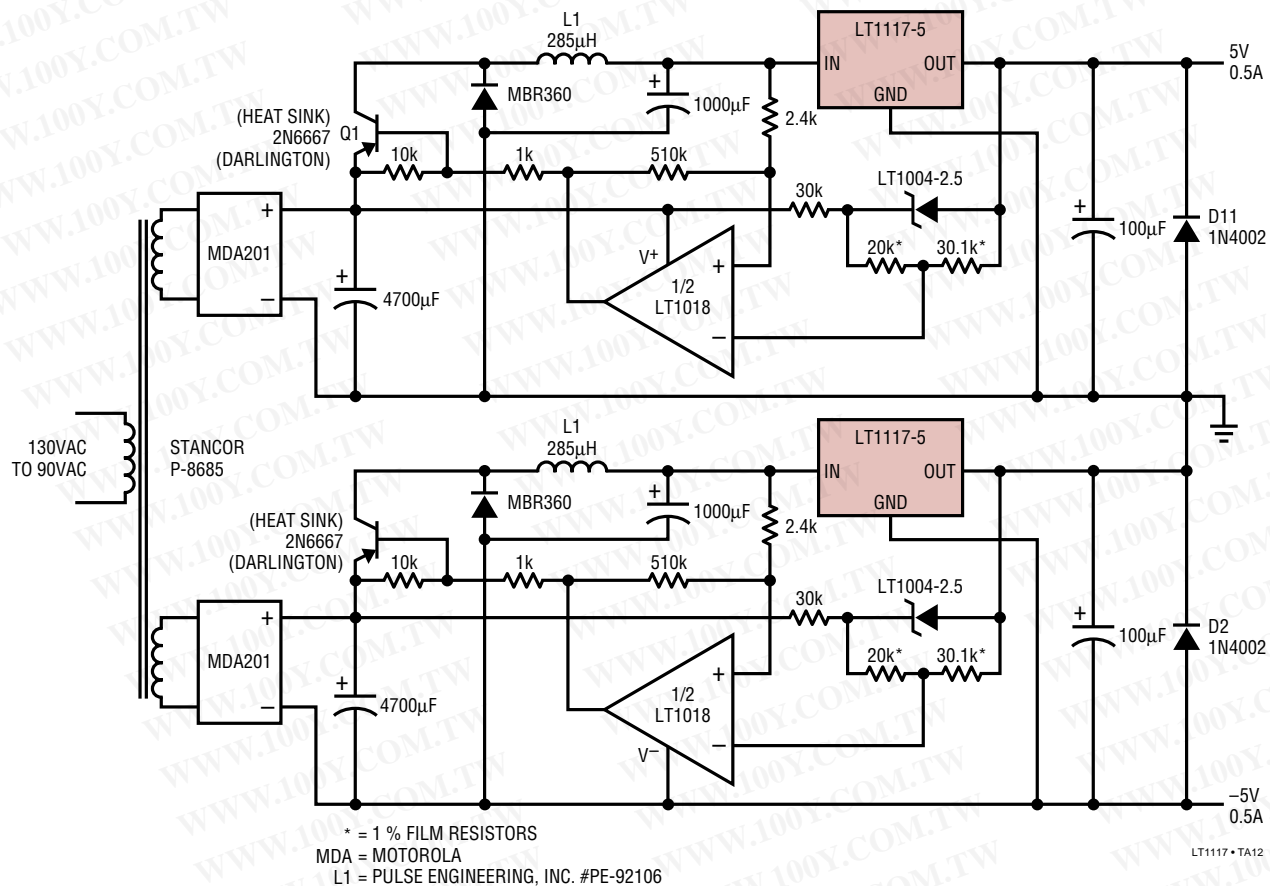 L1
285µH
LT1117-5
IN
OUT
GND
5V
0.5A
MBR360
+
1000µF
2.4k
(HEAT SINK)
2N6667
(DARLINGTON)
Q1
10k
1k
510k
LT1004-2.5
30k
20k*
30.1k*
+
100µF
D11
1N4002
MDA201
+
−
+
4700µF
V+
1/2
LT1018
+
−
130VAC
TO 90VAC
STANCOR
P-8685
L1
285µH
LT1117-5
IN
OUT
GND
MBR360
+
1000µF
2.4k
(HEAT SINK)
2N6667
(DARLINGTON)
10k
1k
510k
LT1004-2.5
30k
20k*
30.1k*
+
100µF
D2
1N4002
MDA201
+
−
+
4700µF
1/2
LT1018
+
−
V−
−5V
0.5A
* = 1 % FILM RESISTORS
MDA = MOTOROLA
L1 = PULSE ENGINEERING, INC. #PE-92106
LT1117 • TA12
WWW.100Y.COM.TW